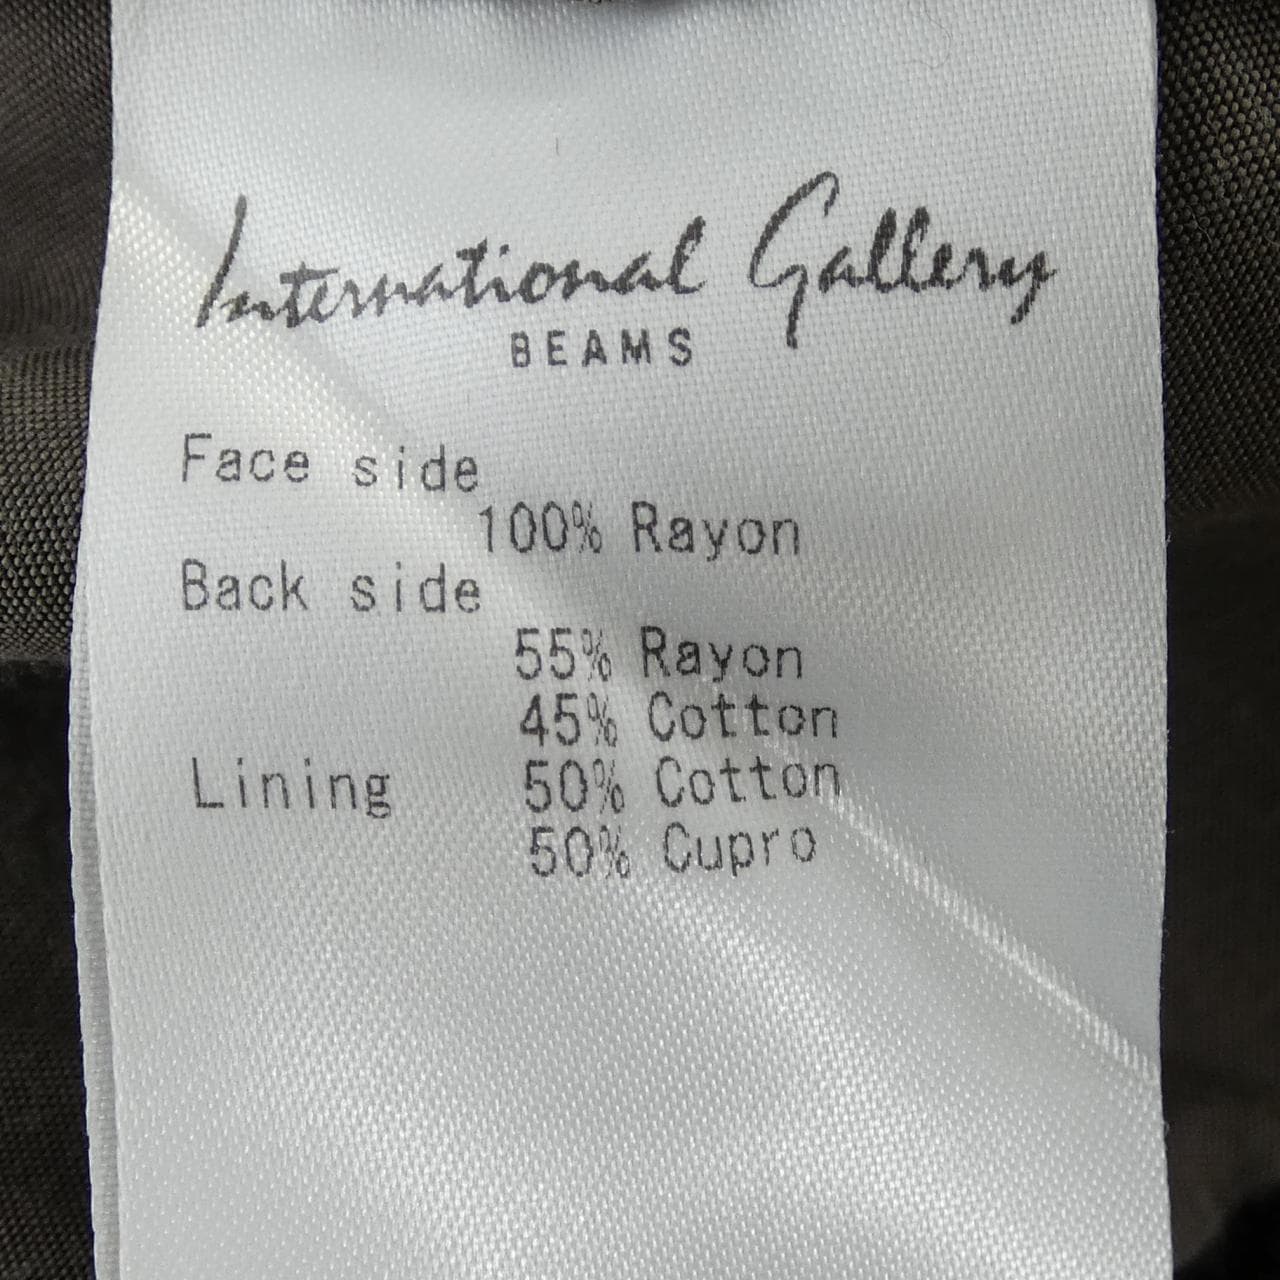 International Gallery
BEAMS
Face side
100% Rayon
Back side
55% Rayon
45% Cotton
Lining 50% Cotton
50% Cupro